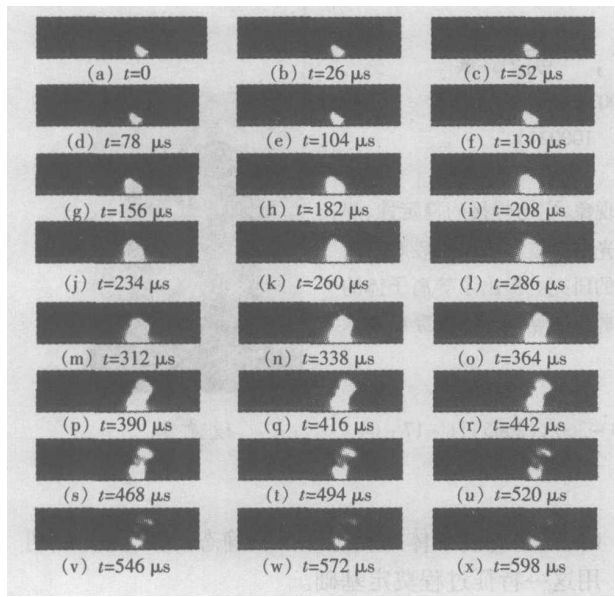 (a) t=0 (b) t=26 μs (c) t=52 μs
(d) t=78 μs (e) t=104 μs (f) t=130 μs
(g) t=156 μs (h) t=182 μs (i) t=208 μs
(j) t=234 μs (k) t=260 μs (l) t=286 μs
(m) t=312 μs (n) t=338 μs (o) t=364 μs
(p) t=390 μs (q) t=416 μs (r) t=442 μs
(s) t=468 μs (t) t=494 μs (u) t=520 μs
(v) t=546 μs (w) t=572 μs (x) t=598 μs